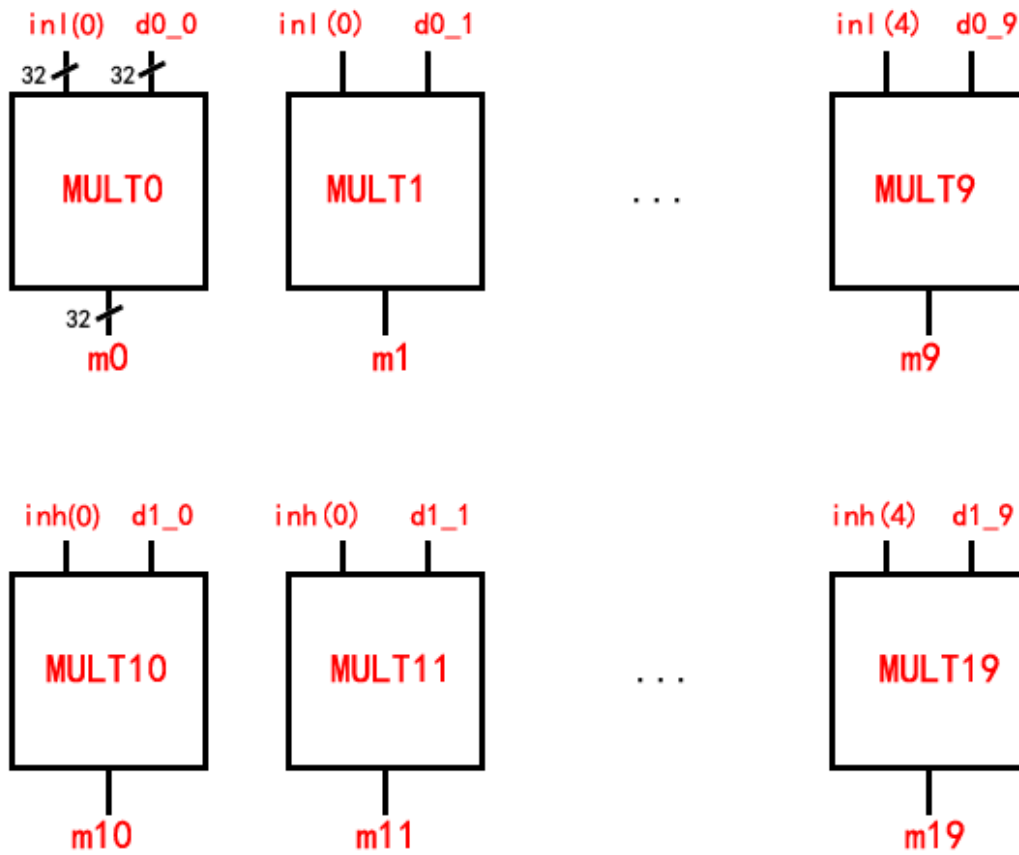 inl(0) d0_0 inl(0) d0_1 inl(4) d0_9
32 32
MULT0 MULT1 ... MULT9
32
m0 m1 m9
inh(0) d1_0 inh(0) d1_1 inh(4) d1_9
MULT10 MULT11 ... MULT19
m10 m11 m19